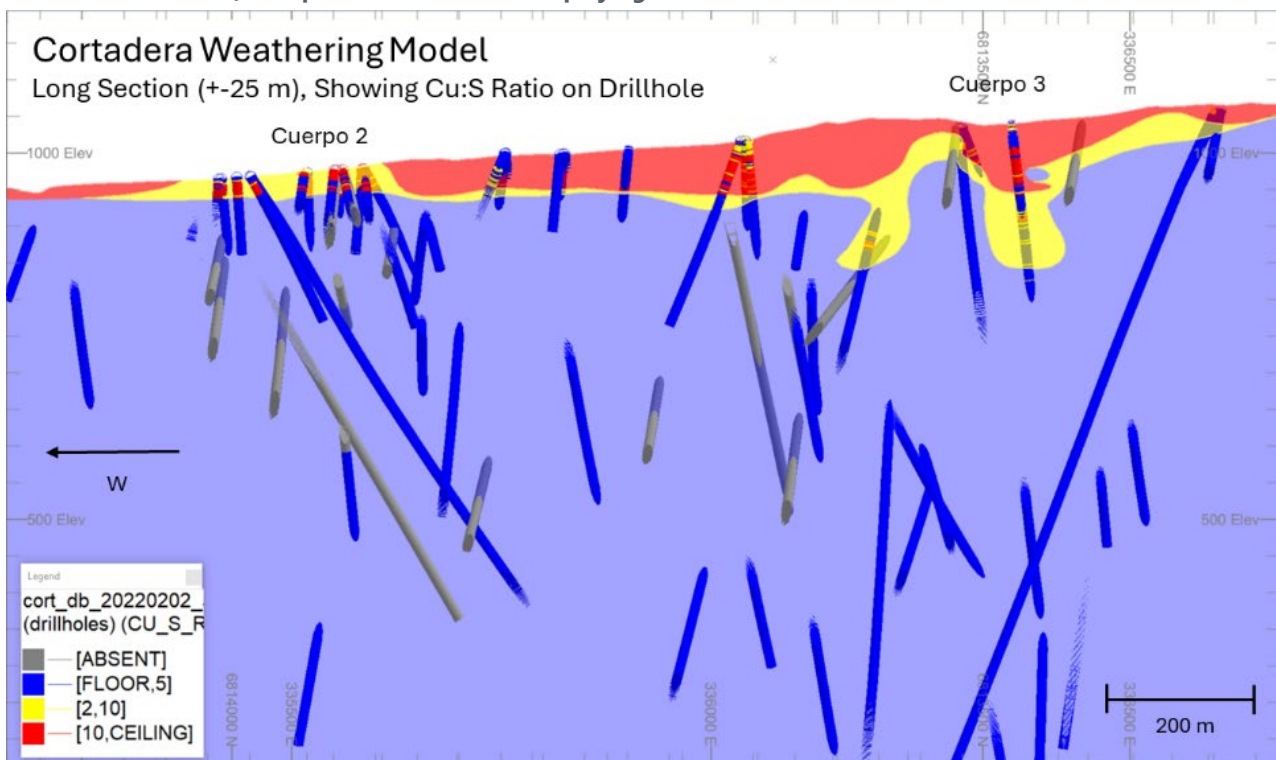 Cortadera Weathering Model
Long Section (+-25 m), Showing Cu:S Ratio on Drillhole
Cuerpo 2
Cuerpo 3
6813500 N
336500 E
1000 Elev
1000 Elev
W
500 Elev
500 Elev
Legend
cort_db_20220202_
(drillholes) (CU_S_R
[ABSENT]
[FLOOR,5]
[2,10]
[10,CEILING]
6814000 N
336000 E
336500 E
200 m